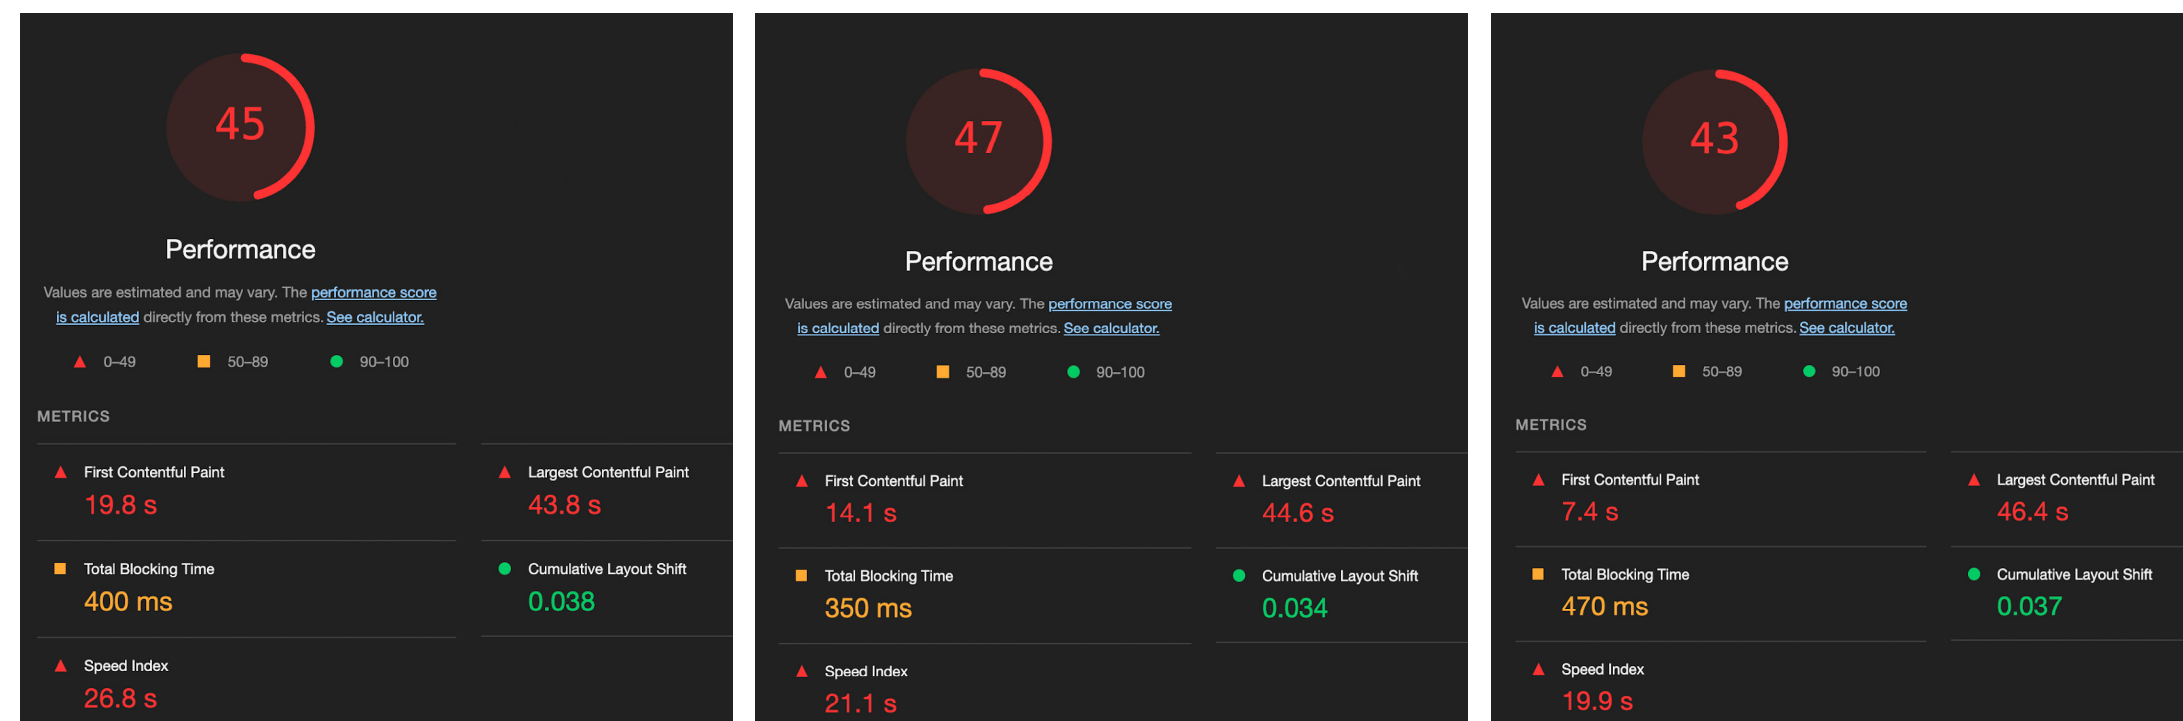 45
Performance
Values are estimated and may vary. The performance score
is calculated directly from these metrics. See calculator.
0–49
50–89
90–100
METRICS
First Contentful Paint
19.8 s
Largest Contentful Paint
43.8 s
Total Blocking Time
400 ms
Cumulative Layout Shift
0.038
Speed Index
26.8 s
47
Performance
Values are estimated and may vary. The performance score
is calculated directly from these metrics. See calculator.
0–49
50–89
90–100
METRICS
First Contentful Paint
14.1 s
Largest Contentful Paint
44.6 s
Total Blocking Time
350 ms
Cumulative Layout Shift
0.034
Speed Index
21.1 s
43
Performance
Values are estimated and may vary. The performance score
is calculated directly from these metrics. See calculator.
0–49
50–89
90–100
METRICS
First Contentful Paint
7.4 s
Largest Contentful Paint
46.4 s
Total Blocking Time
470 ms
Cumulative Layout Shift
0.037
Speed Index
19.9 s